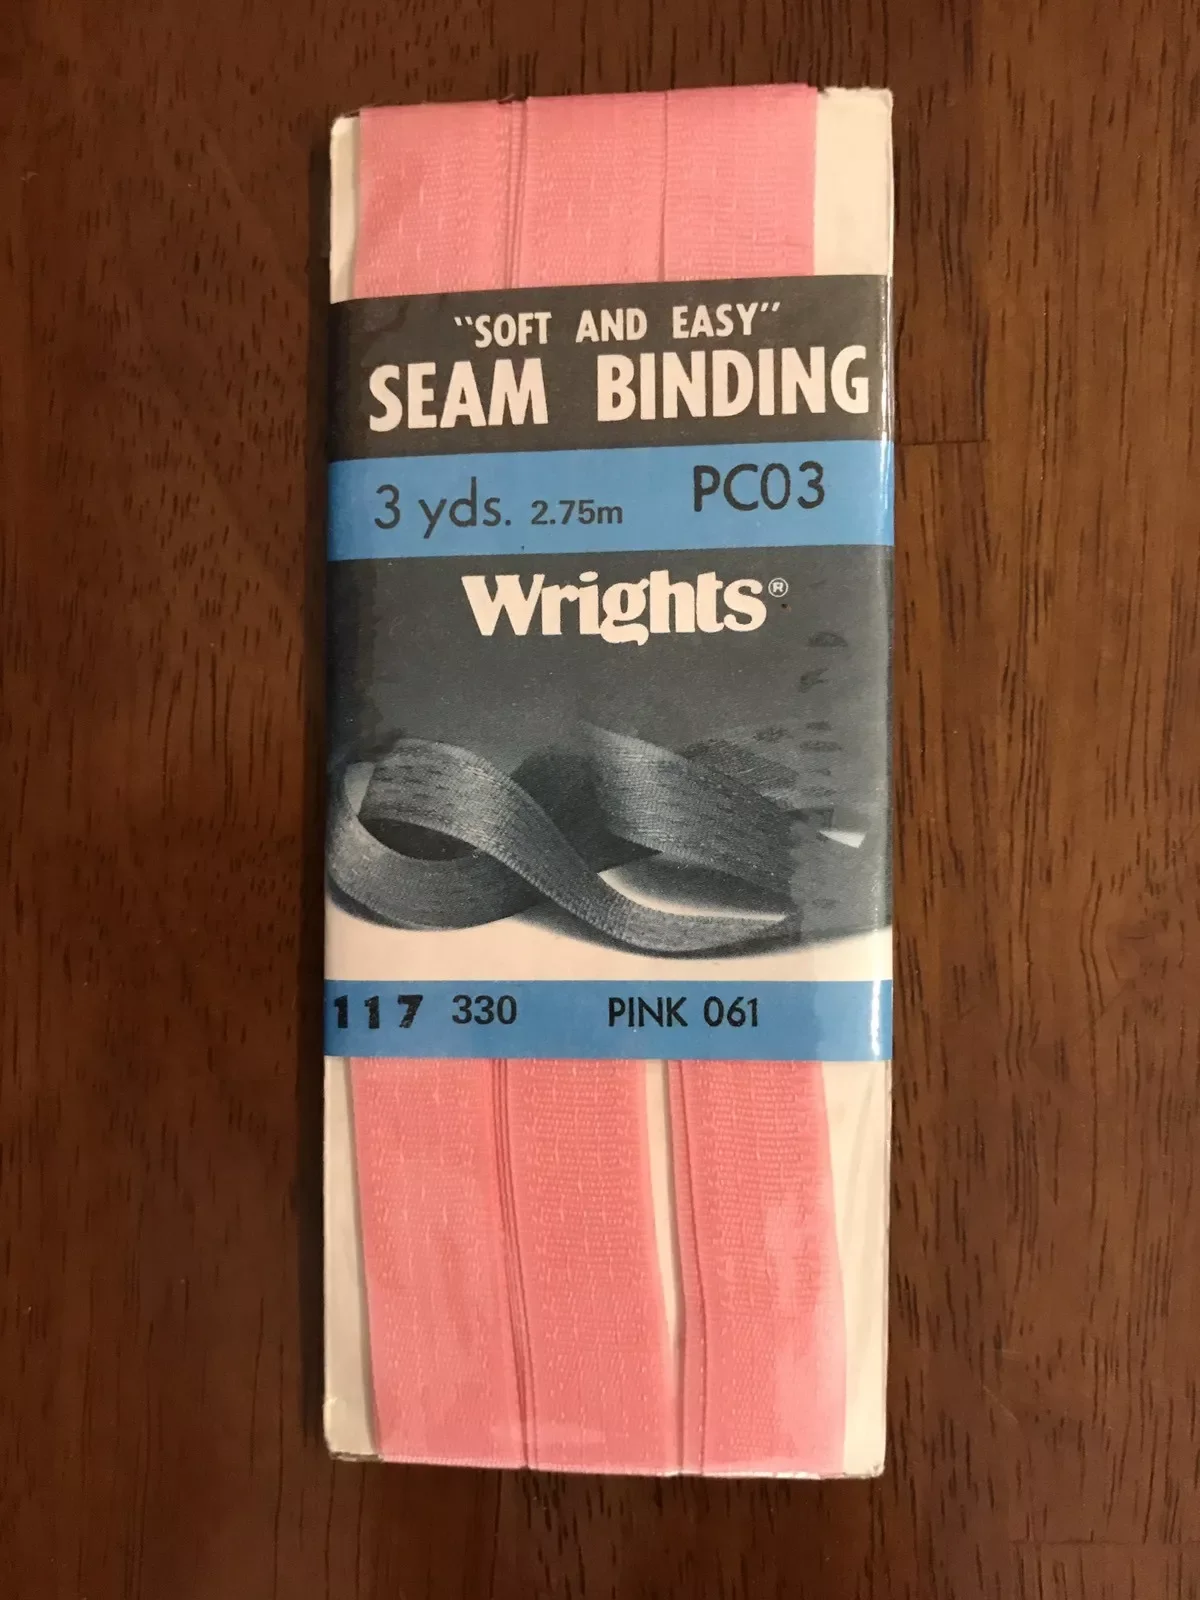 "SOFT AND EASY"
SEAM BINDING
3 yds. 2.75m PC03
Wrights®
117 330 PINK 061